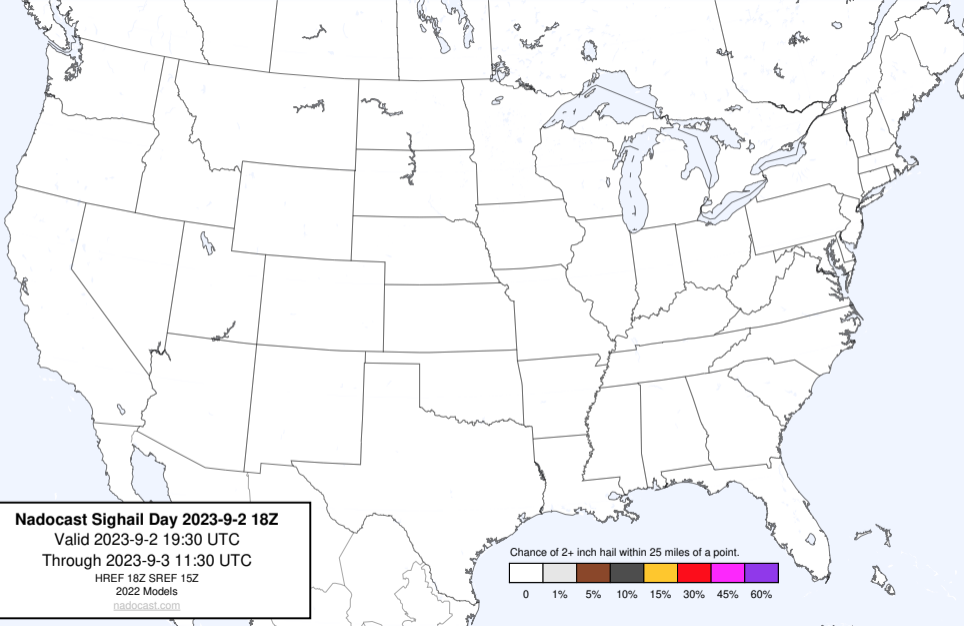 Nadocast Sighail Day 2023-9-2 18Z
Valid 2023-9-2 19:30 UTC
Through 2023-9-3 11:30 UTC
HREF 18Z SREF 15Z
2022 Models
nadocast.com
Chance of 2+ inch hail within 25 miles of a point.
0 1% 5% 10% 15% 30% 45% 60%